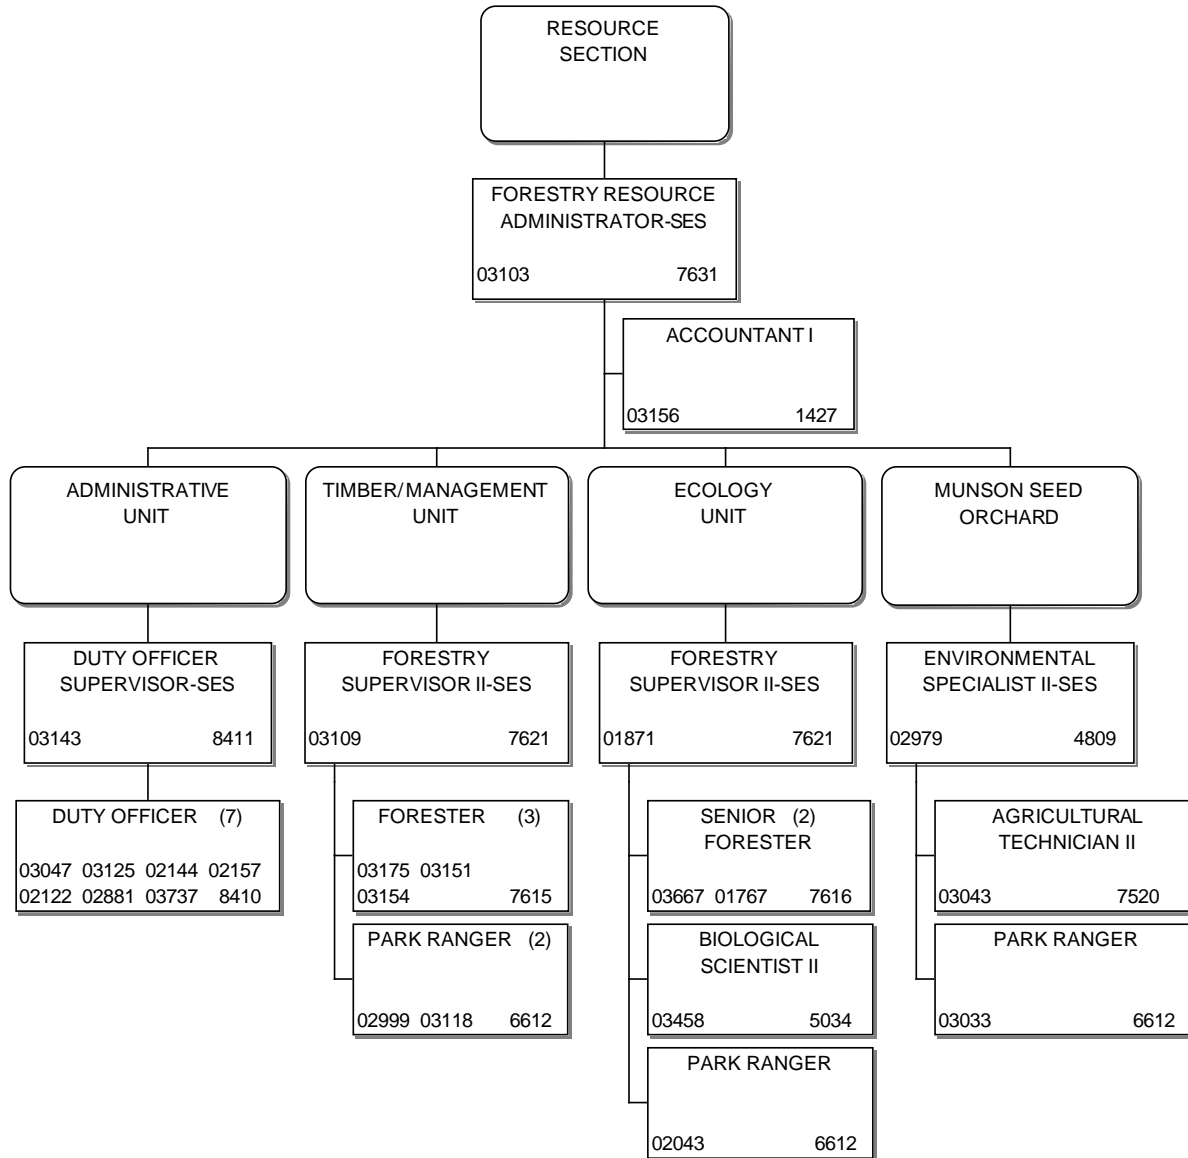 RESOURCE
SECTION
FORESTRY RESOURCE
ADMINISTRATOR-SES
03103 7631
ACCOUNTANT I
03156 1427
ADMINISTRATIVE
UNIT
TIMBER/MANAGEMENT
UNIT
ECOLOGY
UNIT
MUNSON SEED
ORCHARD
DUTY OFFICER
SUPERVISOR-SES
03143 8411
FORESTRY
SUPERVISOR II-SES
03109 7621
FORESTRY
SUPERVISOR II-SES
01871 7621
ENVIRONMENTAL
SPECIALIST II-SES
02979 4809
DUTY OFFICER (7)
03047 03125 02144 02157
02122 02881 03737 8410
FORESTER (3)
03175 03151
03154 7615
PARK RANGER (2)
02999 03118 6612
SENIOR (2)
FORESTER
03667 01767 7616
BIOLOGICAL
SCIENTIST II
03458 5034
PARK RANGER
02043 6612
AGRICULTURAL
TECHNICIAN II
03043 7520
PARK RANGER
03033 6612